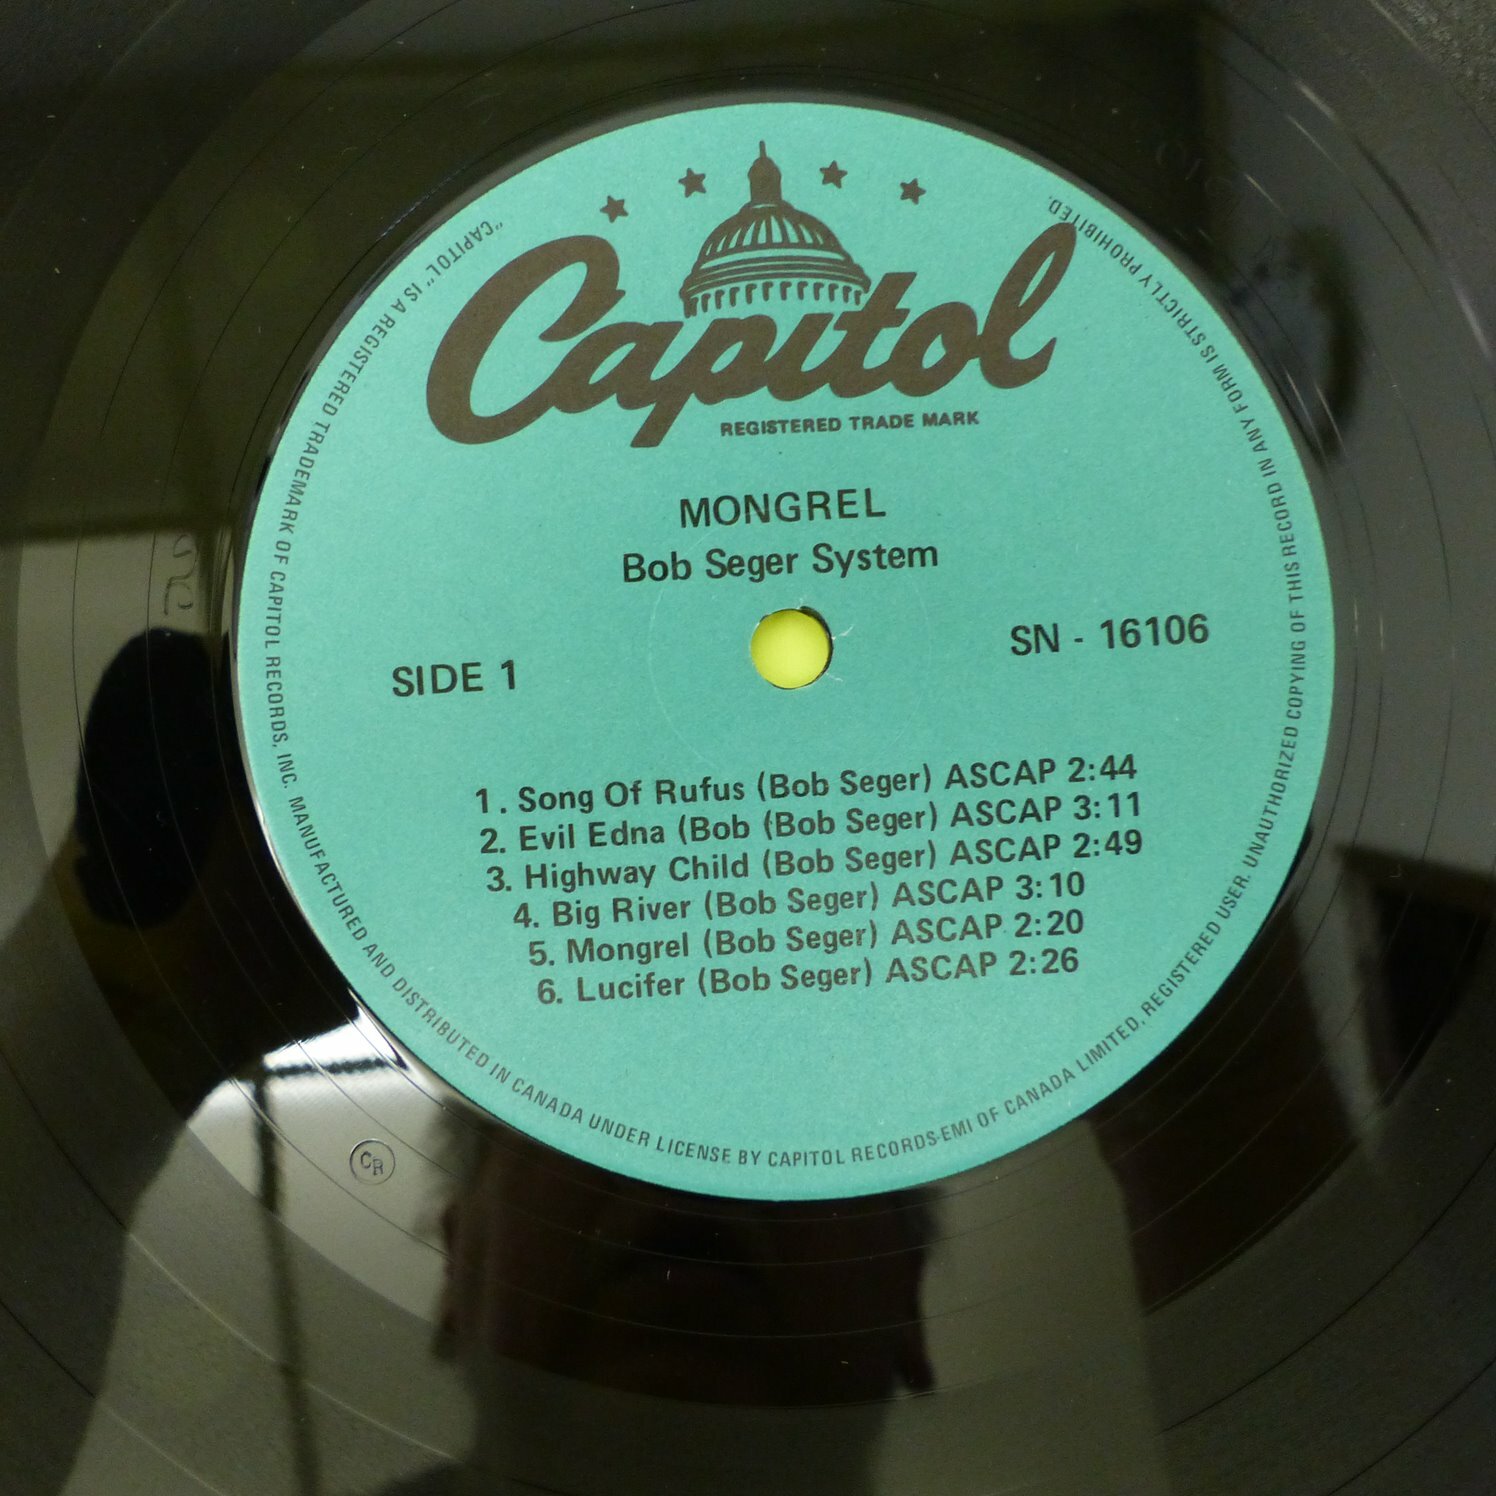 Capitol
REGISTERED TRADE MARK
MONGREL
Bob Seger System
SIDE 1
SN - 16106
1. Song Of Rufus (Bob Seger) ASCAP 2:44
2. Evil Edna (Bob (Bob Seger) ASCAP 3:11
3. Highway Child (Bob Seger) ASCAP 2:49
4. Big River (Bob Seger) ASCAP 3:10
5. Mongrel (Bob Seger) ASCAP 2:20
6. Lucifer (Bob Seger) ASCAP 2:26
"CAPITOL" IS A REGISTERED TRADEMARK OF CAPITOL RECORDS, INC. MANUFACTURED AND DISTRIBUTED IN CANADA UNDER LICENSE BY CAPITOL RECORDS-EMI OF CANADA LIMITED, REGISTERED USER. UNAUTHORIZED COPYING OF THIS RECORD IN ANY FORM IS STRICTLY PROHIBITED.
CR